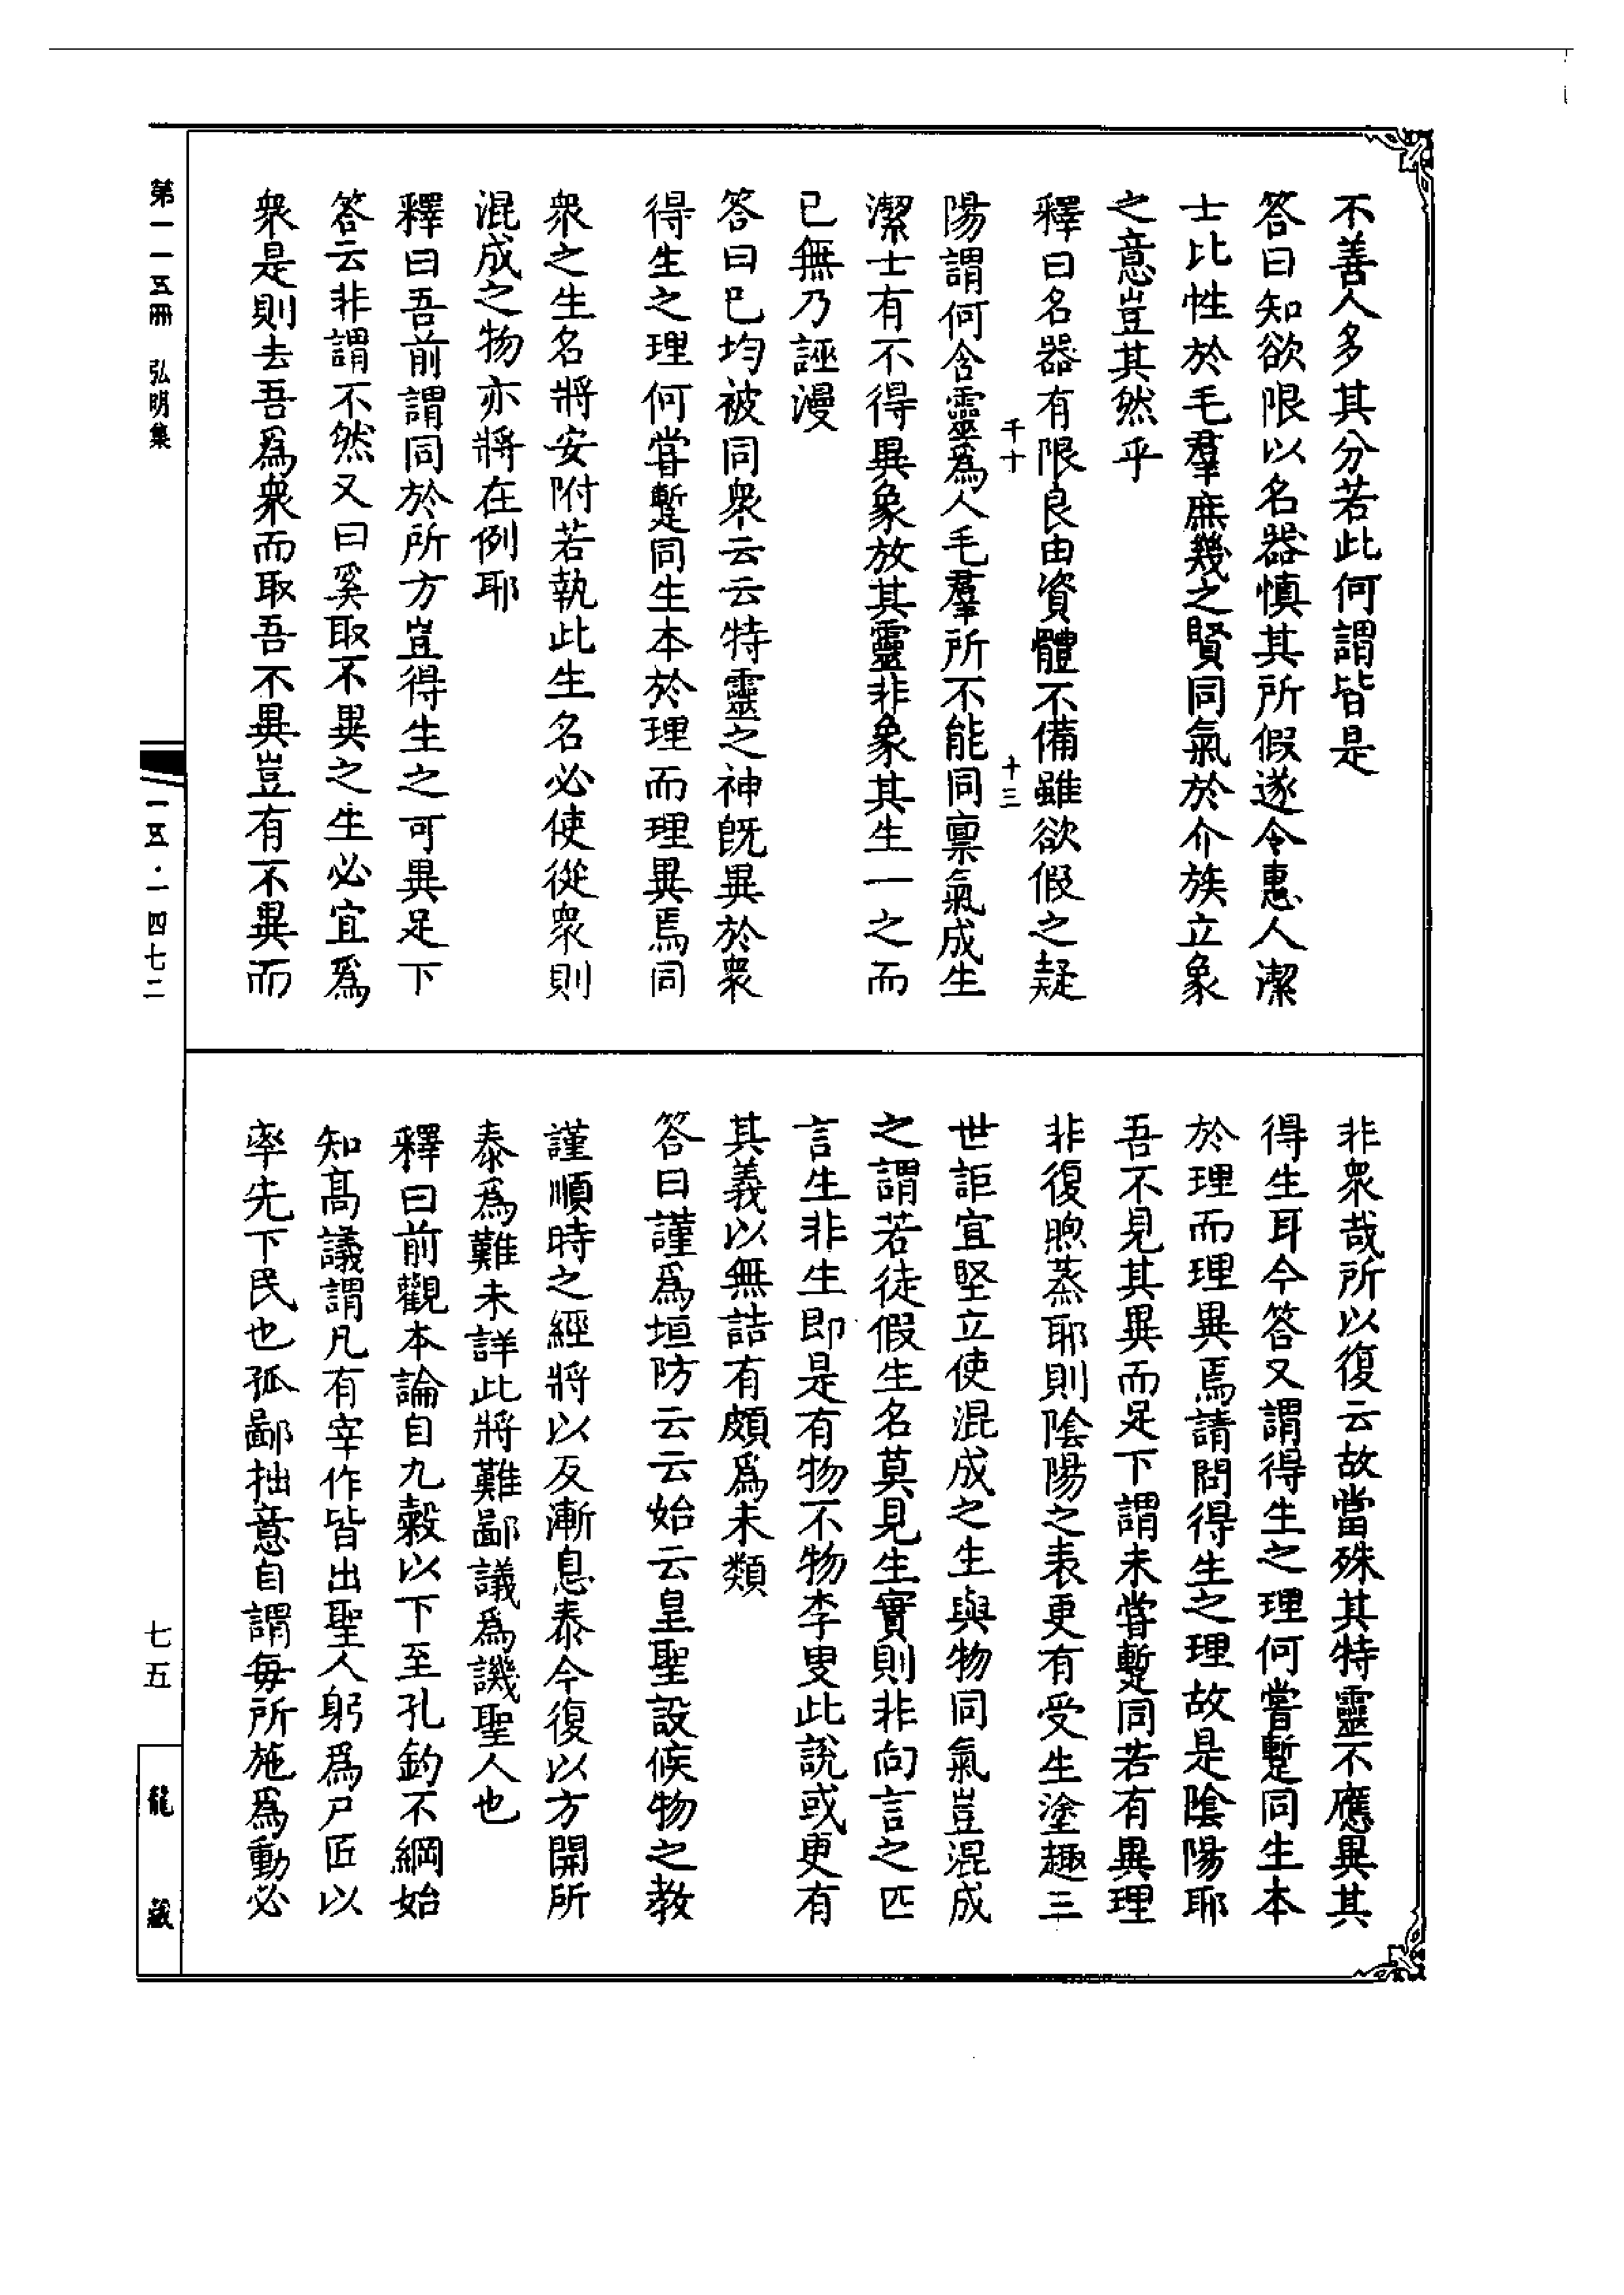 不善人多其分若此何謂皆是
答曰知欲限以名器慎其所假遂令惠人潔
士比性於毛羣庶幾之賢同氣於介族立象
之意豈其然乎
釋曰名器有限良由資體不備雖欲假之疑
千十
十三
陽謂何含靈為人毛羣所不能同稟氣成生
潔士有不得異象放其靈非象其生一之而
已無乃誣漫
答曰已均被同衆云云特靈之神旣異於衆
得生之理何嘗蹔同生本於理而理異焉同
衆之生名將安附若執此生名必使從衆則
混成之物亦將在例耶
釋曰吾前謂同於所方豈得生之可異足下
答云非謂不然又曰奚取不異之生必宜爲
衆是則去吾爲衆而取吾不異豈有不異而
非衆哉所以復云故當殊其特靈不應異其
得生耳今答又謂得生之理何嘗蹔同生本
於理而理異焉請問得生之理故是陰陽耶
吾不見其異而足下謂未嘗蹔同若有異理
非復煦蒸耶則陰陽之表更有受生塗趣三
世詎宜堅立使混成之生與物同氣豈混成
之謂若徒假生名莫見生實則非向言之匹
言生非生即是有物不物李叟此說或更有
其義以無詰有頗爲未類
答曰謹爲垣防云云始云皇聖設候物之教
謹順時之經將以反漸息泰今復以方開所
泰爲難未詳此將難鄙議爲譏聖人也
釋曰前觀本論自九穀以下至孔釣不綱始
知高議謂凡有宰作皆出聖人躬爲尸匠以
率先下民也孤鄙拙意自謂每所施爲動必
第一一五冊 弘明集
一五·一四七二
七五
龍藏